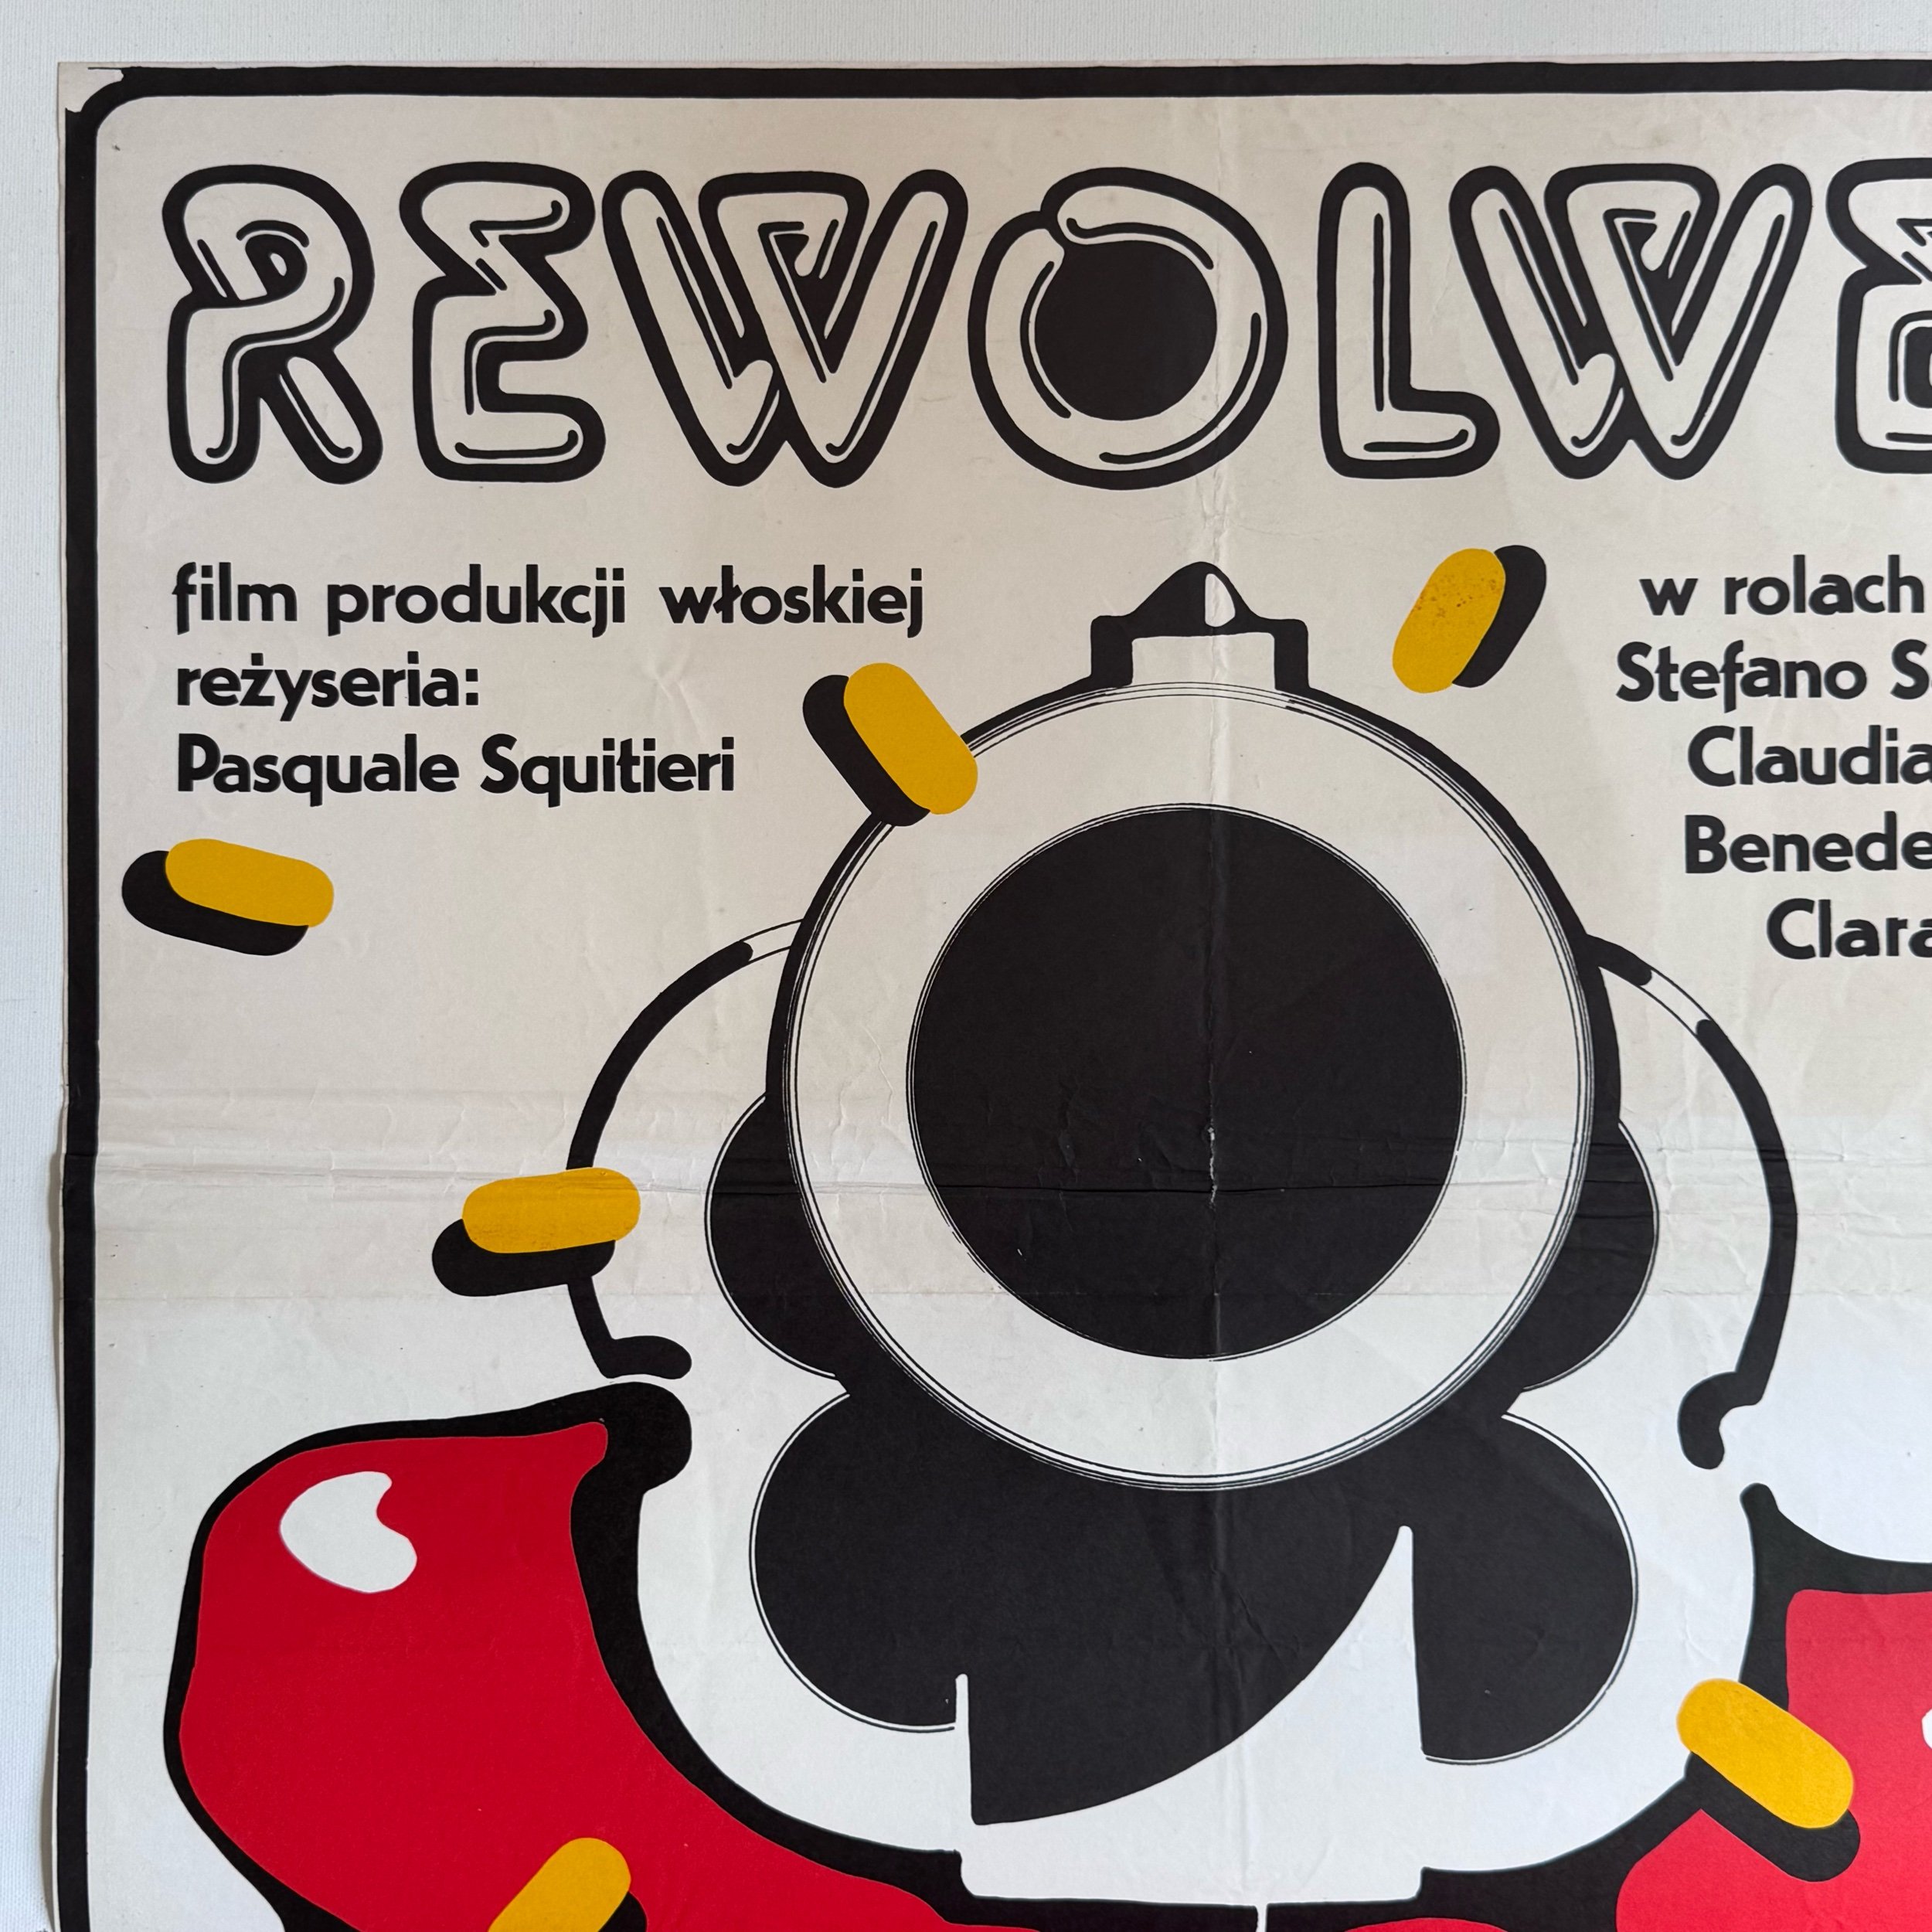 REWOLWE
film produkcji włoskiej
reżyseria:
Pasquale Squitieri
w rolach
Stefano S
Claudia
Benede
Clara